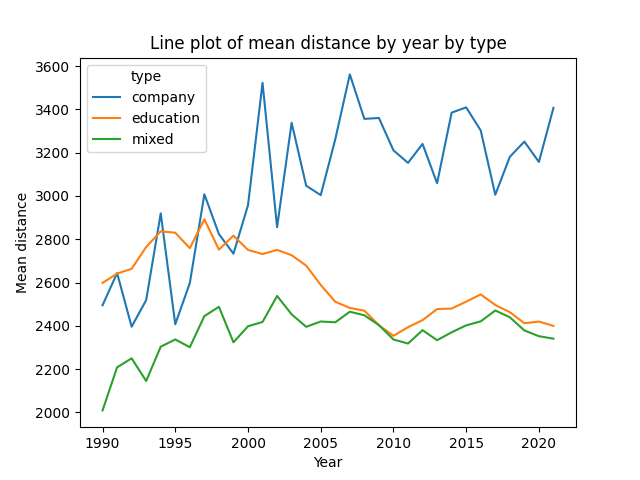 Line plot of mean distance by year by type
type
company
education
mixed
Mean distance
3600
3400
3200
3000
2800
2600
2400
2200
2000
1990 1995 2000 2005 2010 2015 2020
Year